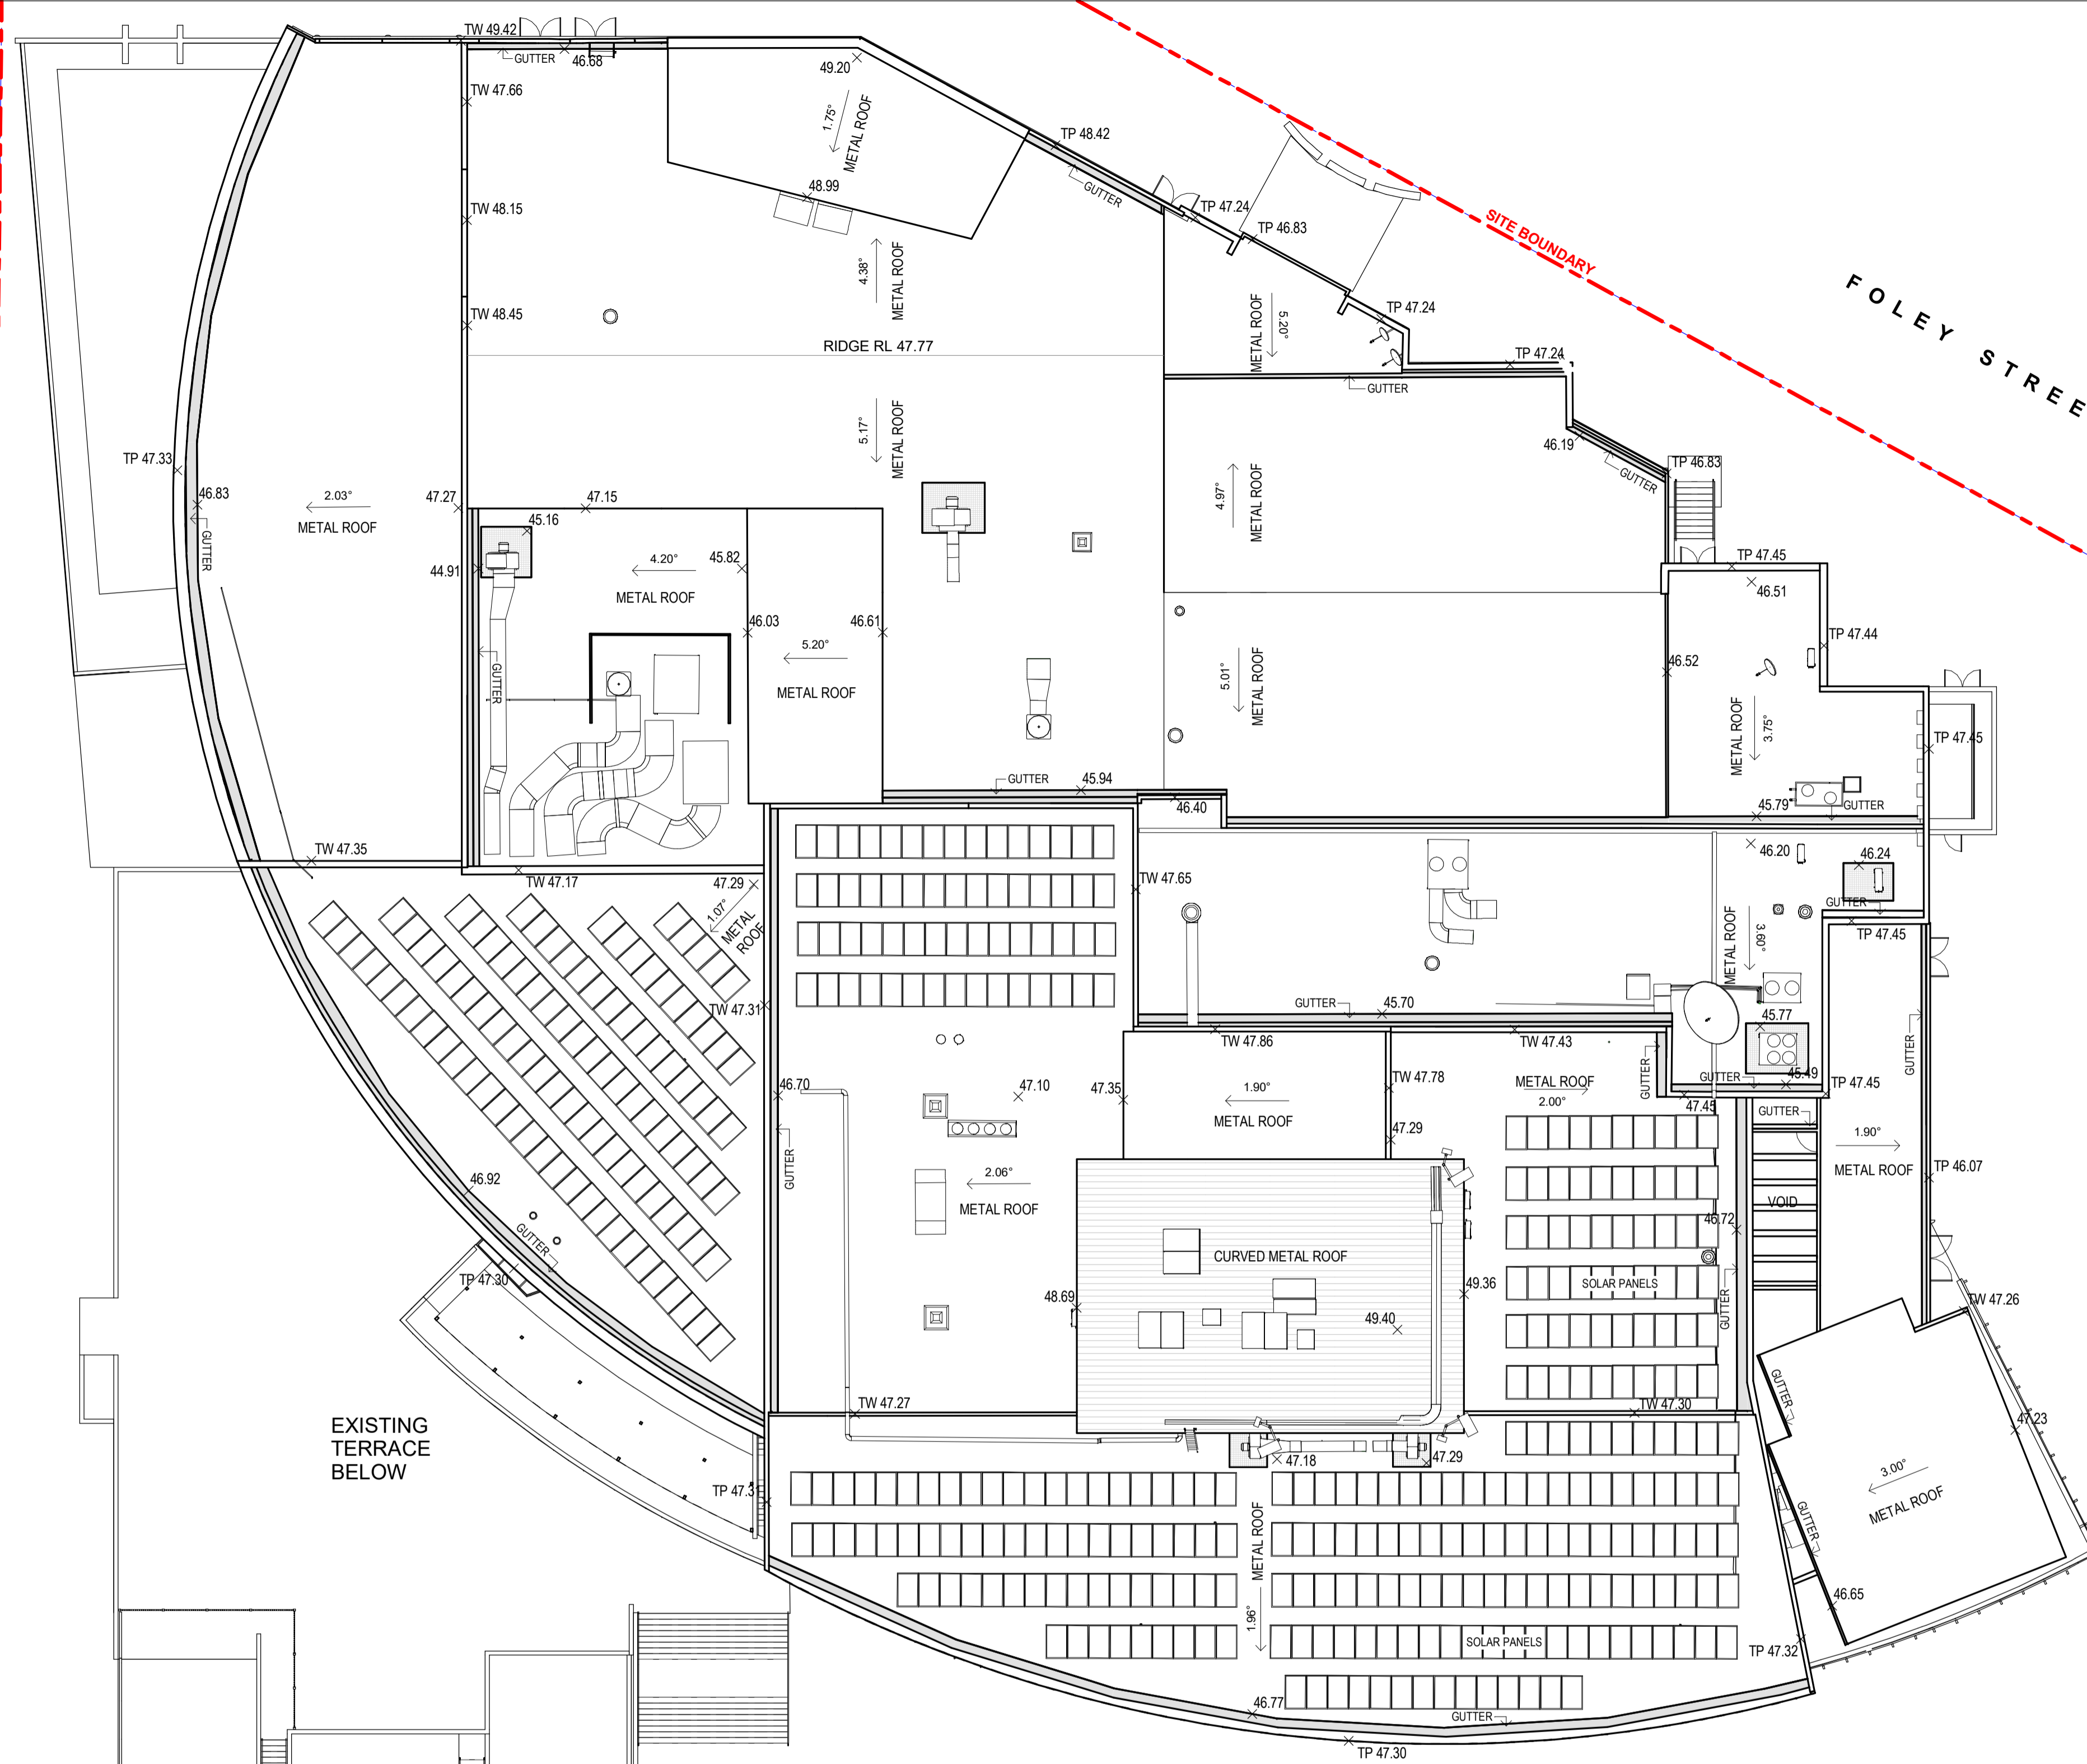 TW 49.42
GUTTER
46.68
49.20
TW 47.66
1.75°
METAL ROOF
TP 48.42
GUTTER
48.99
TW 48.15
TP 47.24
TP 46.83
SITE BOUNDARY
FOLEY STREE
4.38°
METAL ROOF
TW 48.45
METAL ROOF
5.20°
TP 47.24
RIDGE RL 47.77
TP 47.24
GUTTER
5.17°
METAL ROOF
46.19
GUTTER
TP 46.83
TP 47.33
46.83
2.03°
METAL ROOF
GUTTER
47.27
47.15
45.16
4.97°
METAL ROOF
44.91
4.20°
METAL ROOF
45.82
TP 47.45
46.51
46.03
46.61
5.20°
METAL ROOF
GUTTER
5.01°
METAL ROOF
46.52
TP 47.44
METAL ROOF
3.75°
TP 47.45
GUTTER
45.94
46.40
45.79
GUTTER
TW 47.35
TW 47.17
47.29
1.07°
METAL
ROOF
TW 47.65
46.20
46.24
GUTTER
TP 47.45
METAL ROOF
3.60°
TW 47.31
GUTTER
45.70
45.77
TW 47.86
TW 47.43
GUTTER
GUTTER
46.70
47.10
47.35
1.90°
METAL ROOF
TW 47.78
METAL ROOF
2.00°
GUTTER
45.49
TP 47.45
47.45
GUTTER
47.29
1.90°
METAL ROOF
TP 46.07
GUTTER
2.06°
METAL ROOF
46.92
GUTTER
TP 47.30
VOID
46.72
CURVED METAL ROOF
SOLAR PANELS
GUTTER
48.69
49.36
49.40
TW 47.26
TW 47.27
TW 47.30
GUTTER
47.23
EXISTING
TERRACE
BELOW
47.18
47.29
TP 47.31
3.00°
METAL ROOF
GUTTER
METAL ROOF
1.96°
46.65
SOLAR PANELS
TP 47.32
46.77
GUTTER
TP 47.30